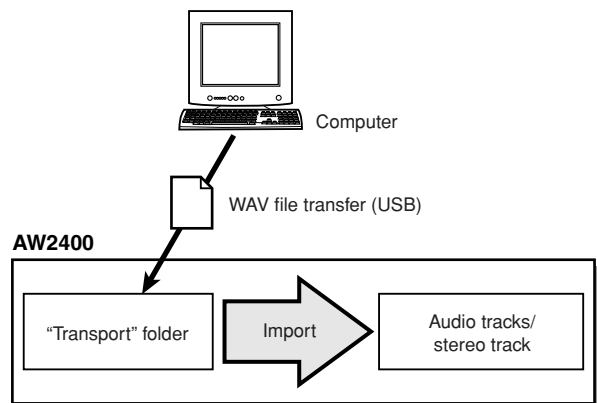 Computer
WAV file transfer (USB)
AW2400
“Transport” folder
Import
Audio tracks/
stereo track